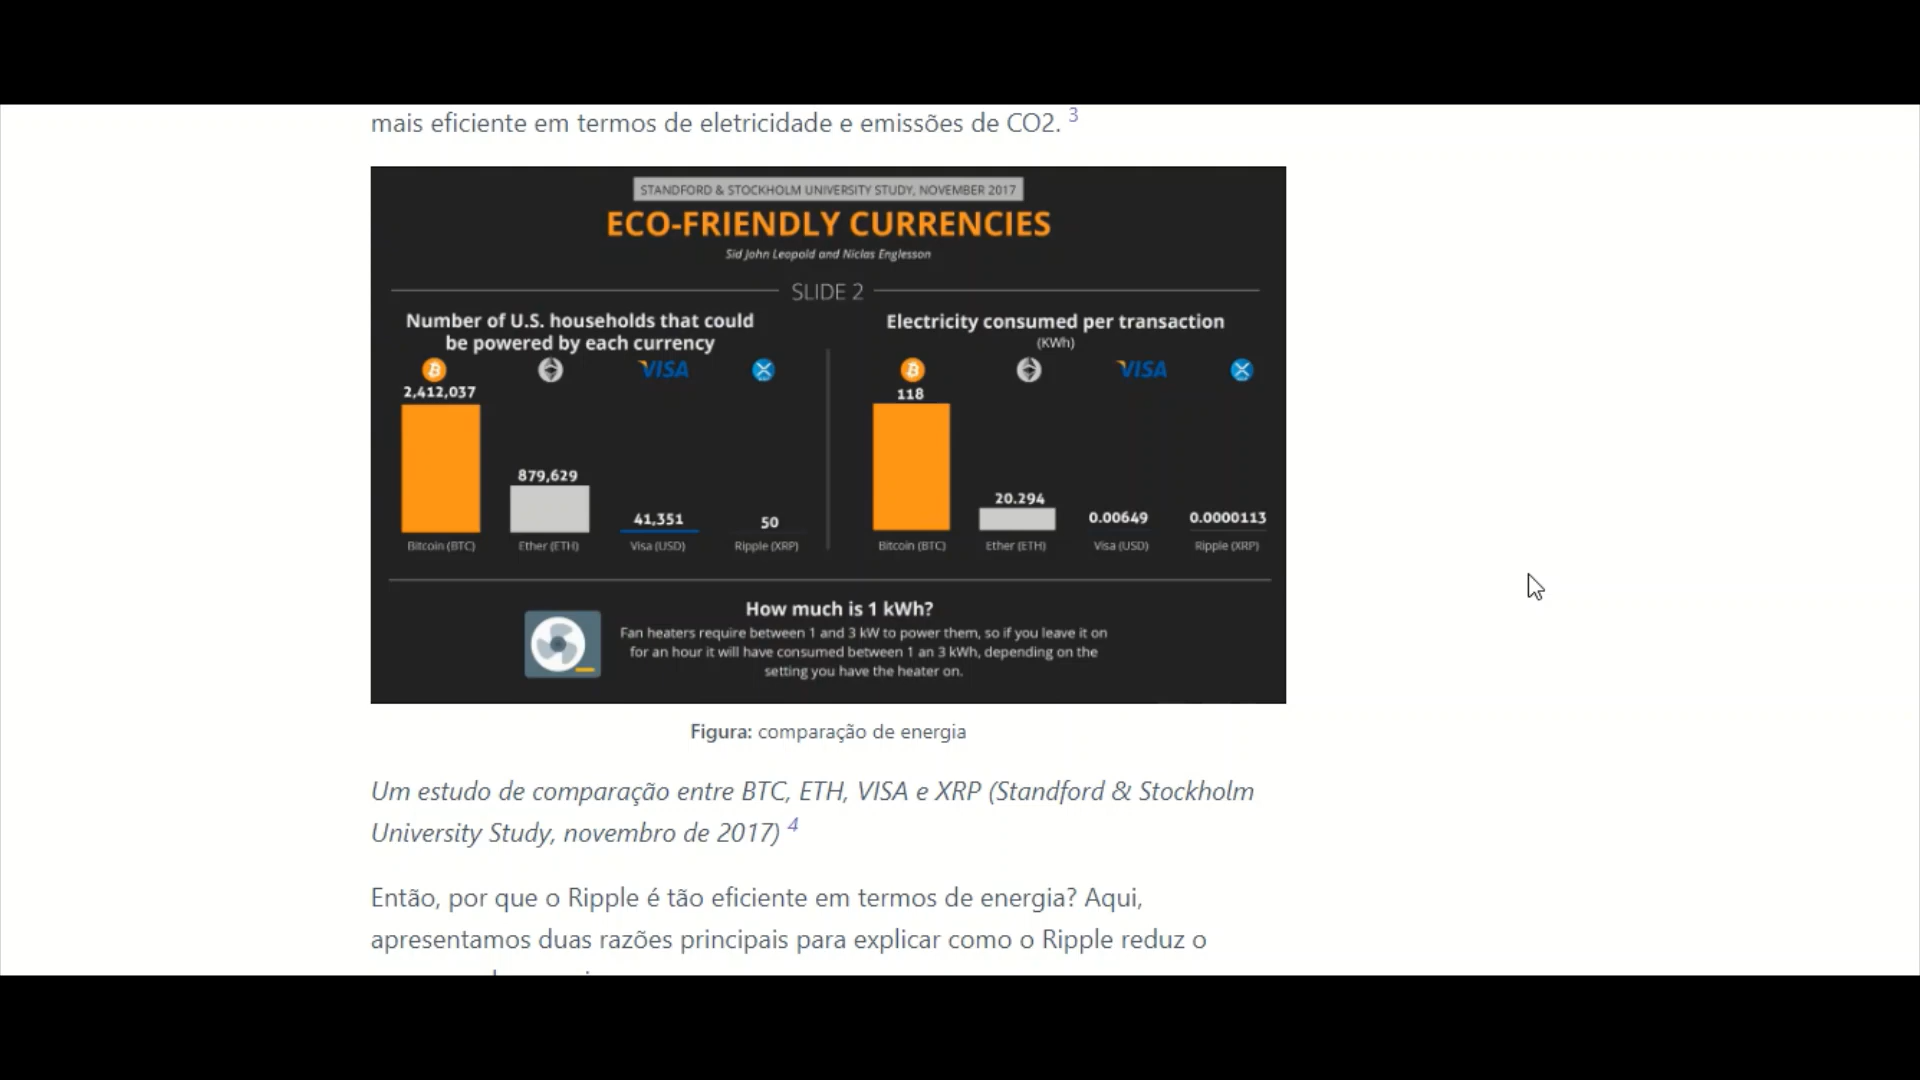 mais eficiente em termos de eletricidade e emissões de CO2. 3
STANDFORD & STOCKHOLM UNIVERSITY STUDY, NOVEMBER 2017
ECO-FRIENDLY CURRENCIES
Sid John Leopold and Niclas Englesson
SLIDE 2
Number of U.S. households that could
be powered by each currency
VISA
2,412,037
879,629
41,351
50
Bitcoin (BTC)
Ether (ETH)
Visa (USD)
Ripple (XRP)
Electricity consumed per transaction
(KWh)
VISA
118
20.294
0.00649
0.0000113
Bitcoin (BTC)
Ether (ETH)
Visa (USD)
Ripple (XRP)
How much is 1 kWh?
Fan heaters require between 1 and 3 kW to power them, so if you leave it on
for an hour it will have consumed between 1 an 3 kWh, depending on the
setting you have the heater on.
Figura: comparação de energia
Um estudo de comparação entre BTC, ETH, VISA e XRP (Standford & Stockholm
University Study, novembro de 2017) 4
Então, por que o Ripple é tão eficiente em termos de energia? Aqui,
apresentamos duas razões principais para explicar como o Ripple reduz o